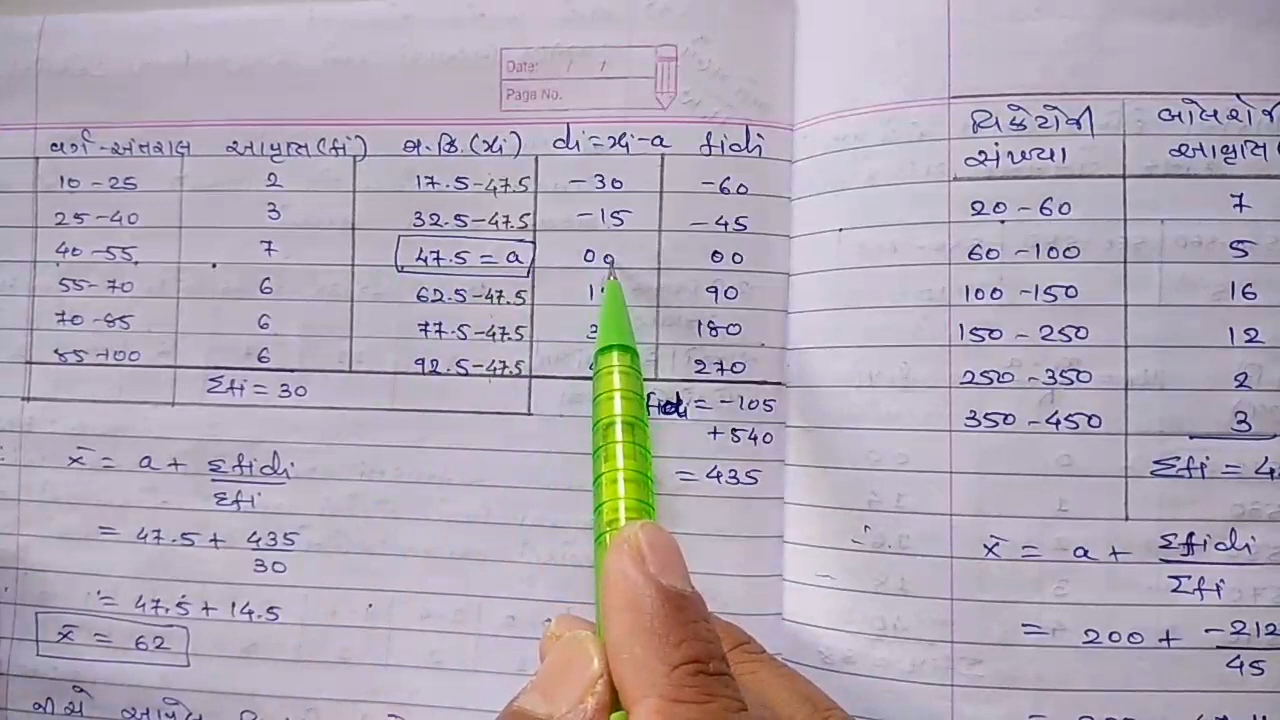 Date: / /
Page No.
વર્ગ-અંતરાલ આવૃત્તિ (fi) મ.કિં.(xi) di=xi-a fidi
10-25 2 17.5-47.5 -30 -60
25-40 3 32.5-47.5 -15 -45
40-55 7 47.5 = a 00 00
55-70 6 62.5-47.5 90
70-85 6 77.5-47.5 180
85-100 6 92.5-47.5 270
Σfi = 30
fidi = -105
+540
= 435
x̄ = a + Σfidi
Σfi
= 47.5 + 435
30
= 47.5 + 14.5
x̄ = 62
વિકેટોની બોલરોની
સંખ્યા આવૃત્તિ
20-60 7
60-100 5
100-150 16
150-250 12
250-350 2
350-450 3
Σfi = 4
x̄ = a + Σfidi
Σfi
= 200 + -212
45